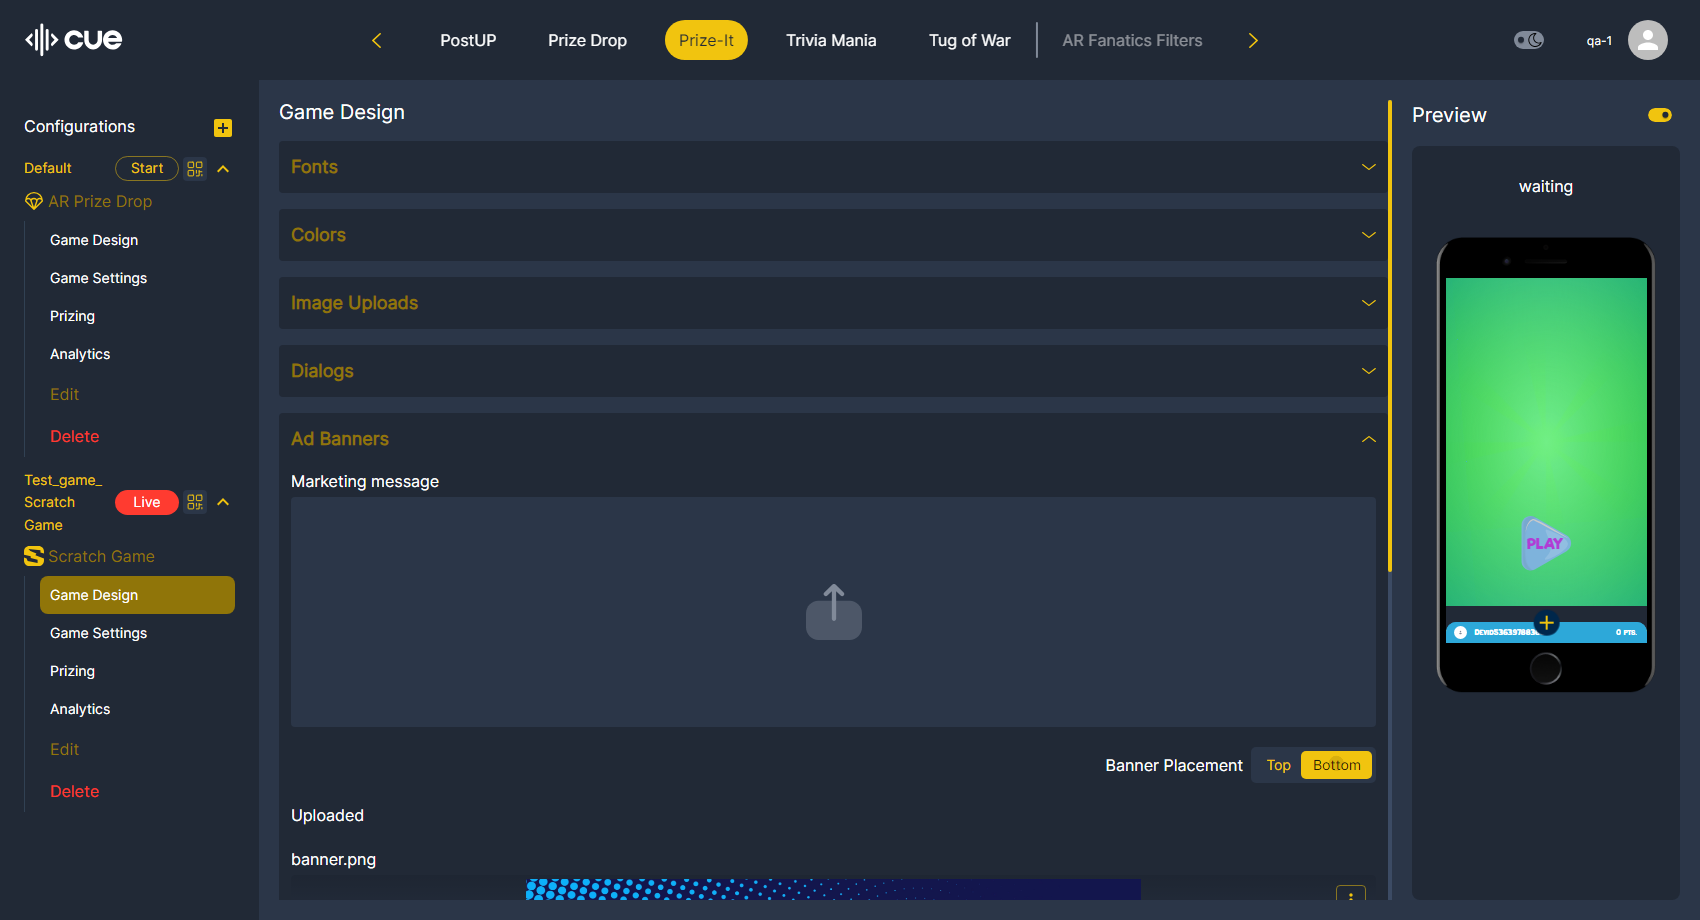 cue
PostUP
Prize Drop
Prize-It
Trivia Mania
Tug of War
AR Fanatics Filters
qa-1
Configurations
Default
Start
AR Prize Drop
Game Design
Game Settings
Prizing
Analytics
Edit
Delete
Test_game_
Scratch
Game
Live
Scratch Game
Game Design
Game Settings
Prizing
Analytics
Edit
Delete
Game Design
Fonts
Colors
Image Uploads
Dialogs
Ad Banners
Marketing message
Banner Placement
Top
Bottom
Uploaded
banner.png
Preview
waiting
PLAY
0 PTS.